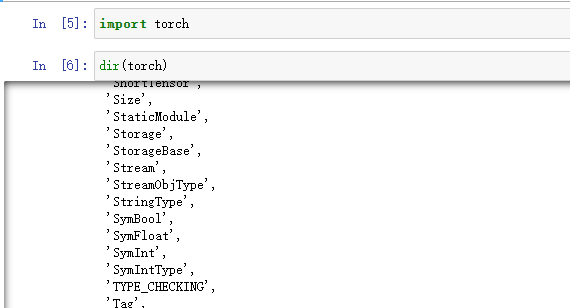 In [5]: import torch
In [6]: dir(torch)
'ShortTensor',
'Size',
'StaticModule',
'Storage',
'StorageBase',
'Stream',
'StreamObjType',
'StringType',
'SymBool',
'SymFloat',
'SymInt',
'SymIntType',
'TYPE_CHECKING',
'Tag',